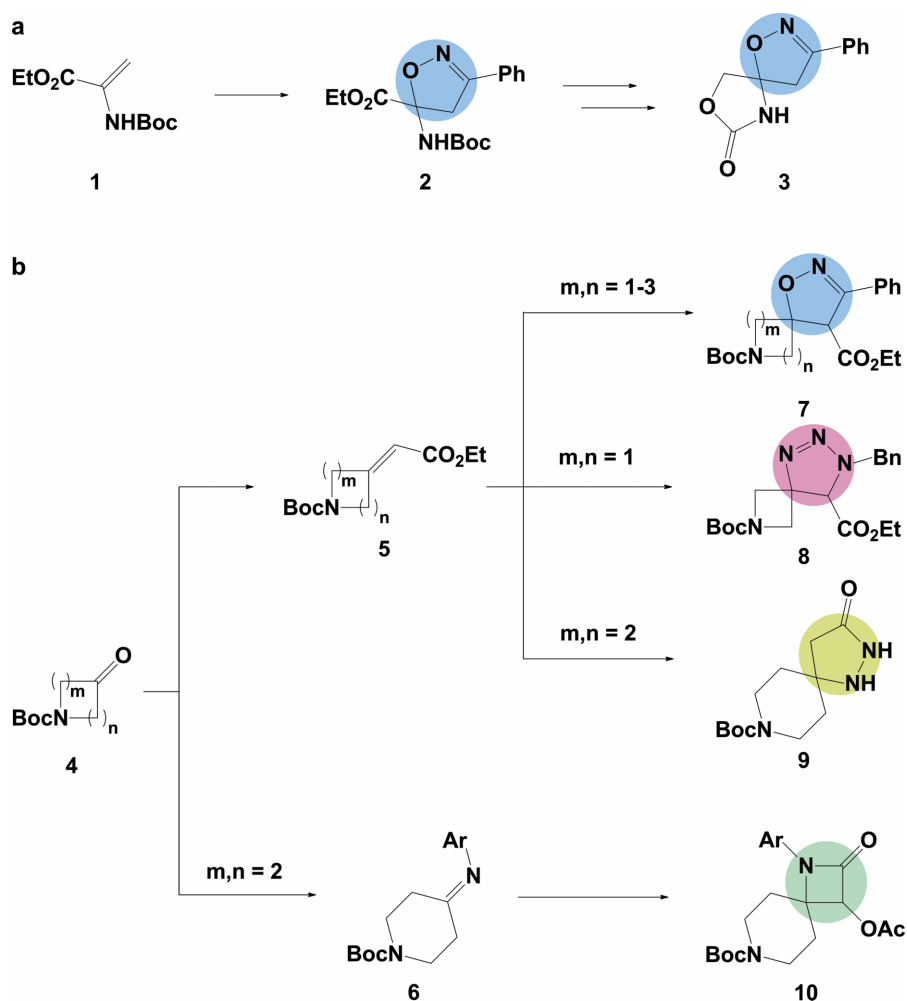 a
EtO₂C
NHBoc
1
EtO₂C
O
N
Ph
NHBoc
2
O
N
Ph
O
NH
O
3
b
O
m
BocN
n
4
m,n = 2
m
CO₂Et
BocN
n
5
m,n = 1-3
O
N
Ph
m
BocN
n
CO₂Et
7
m,n = 1
N
N
N
Bn
BocN
CO₂Et
8
m,n = 2
O
NH
NH
BocN
9
Ar
N
BocN
6
Ar
N
O
OAc
BocN
10